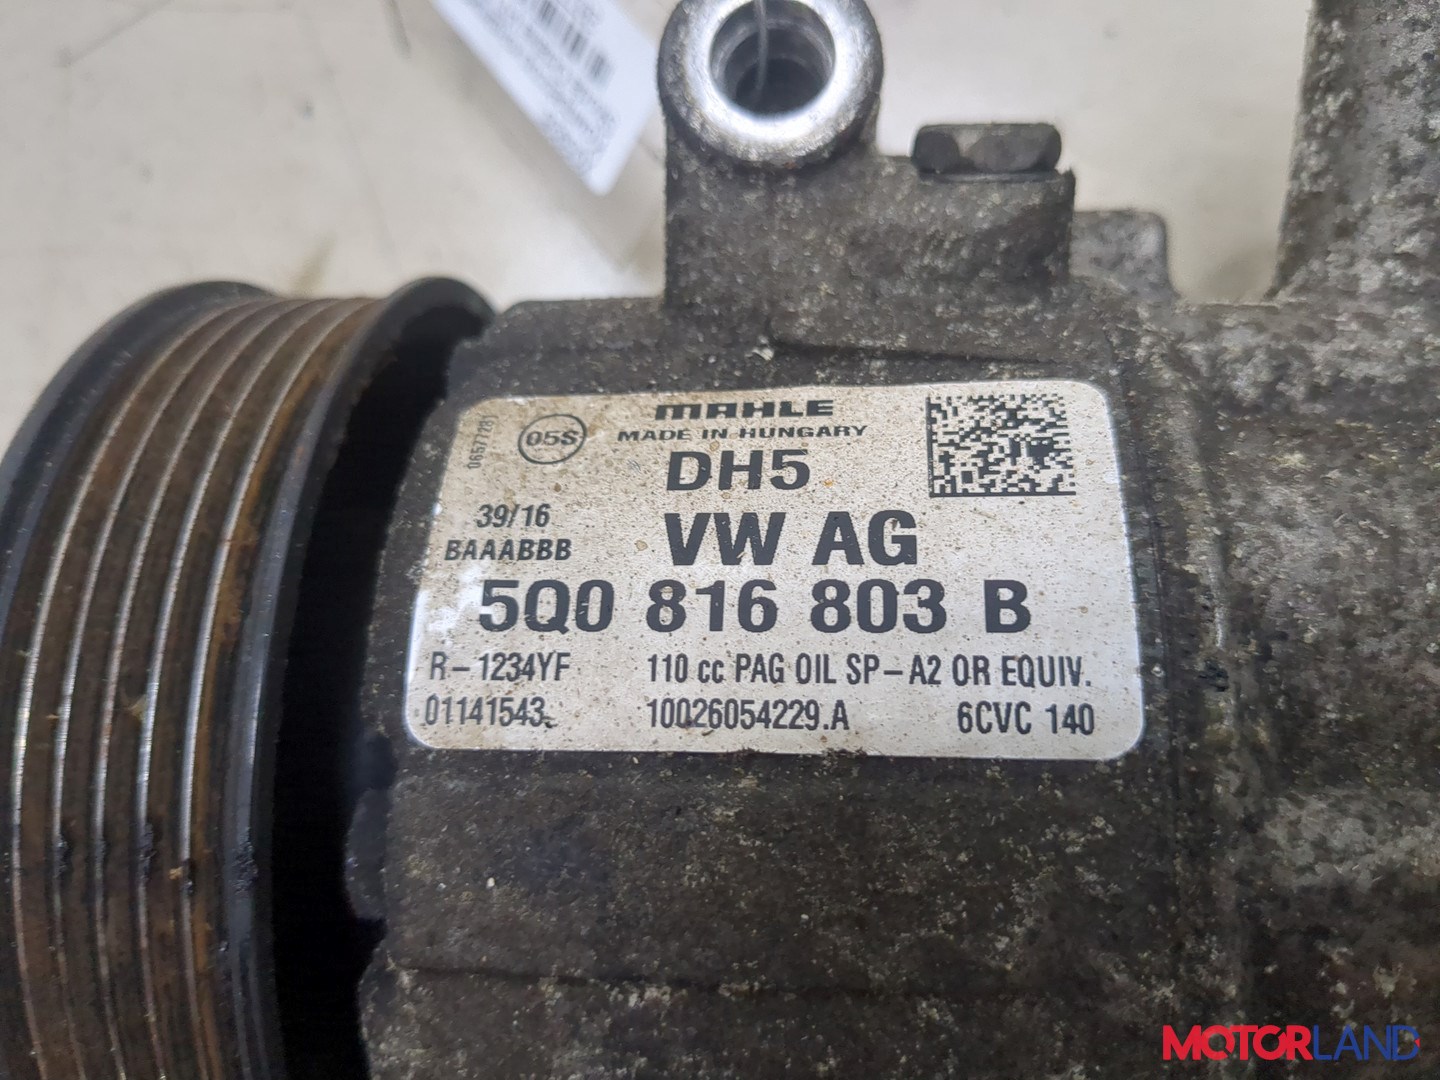 MAHLE
MADE IN HUNGARY
05S
DH5
39/16
BAAABBB
VW AG
5Q0 816 803 B
R-1234YF 110 cc PAG OIL SP-A2 OR EQUIV.
01141543 10026054229.A 6CVC 140
MOTORLAND